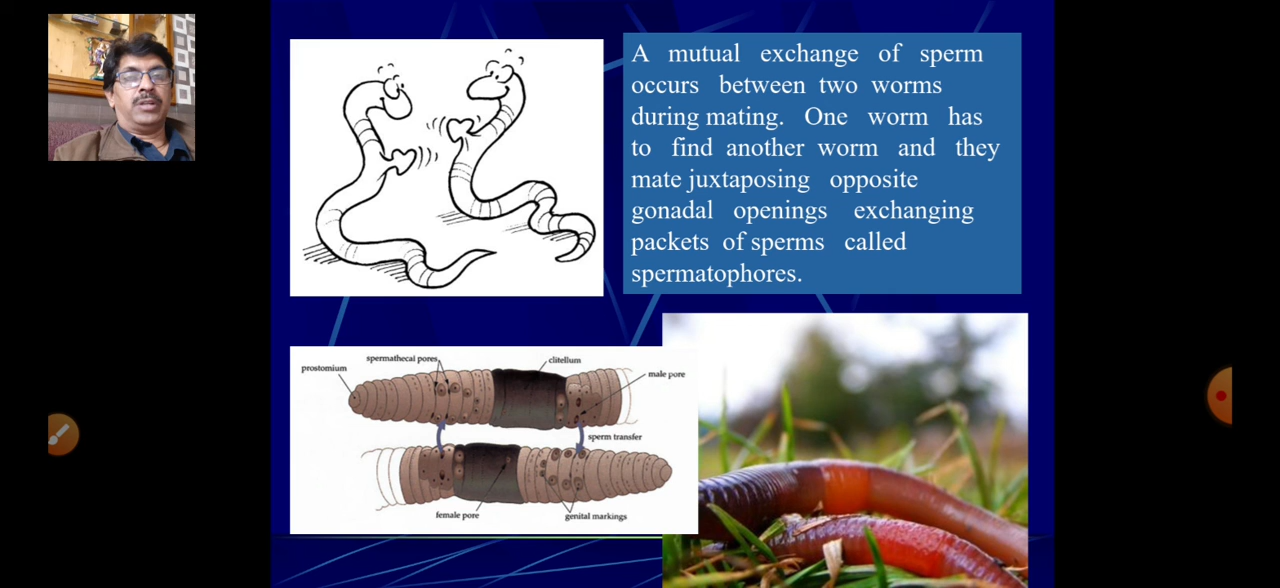 A mutual exchange of sperm
occurs between two worms
during mating. One worm has
to find another worm and they
mate juxtaposing opposite
gonadal openings exchanging
packets of sperms called
spermatophores.
spermathecal pores
clitellum
prostomium
male pore
sperm transfer
female pore
genital markings